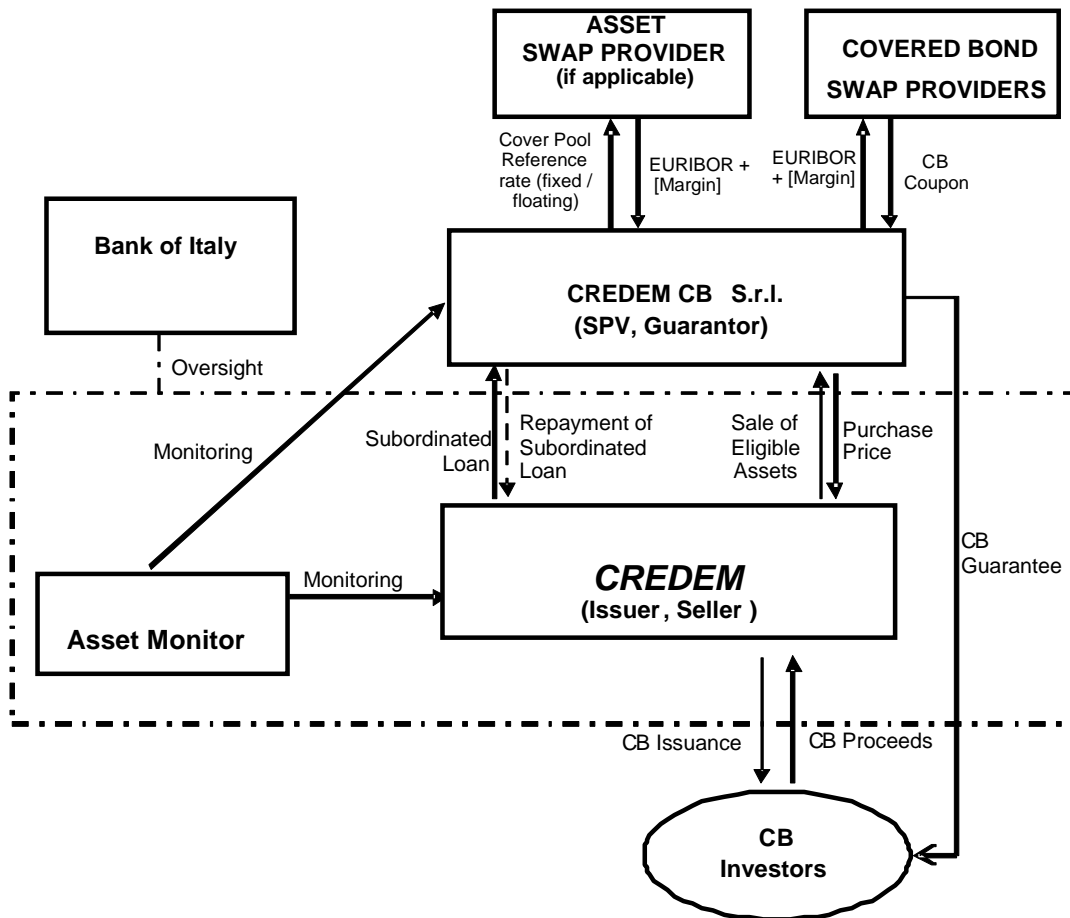 ASSET
SWAP PROVIDER
(if applicable)
COVERED BOND
SWAP PROVIDERS
Cover Pool
Reference
rate (fixed /
floating)
EURIBOR +
[Margin]
EURIBOR
+ [Margin]
CB
Coupon
Bank of Italy
CREDEM CB S.r.l.
(SPV, Guarantor)
Oversight
Monitoring
Subordinated
Loan
Repayment of
Subordinated
Loan
Sale of
Eligible
Assets
Purchase
Price
CB
Guarantee
Monitoring
CREDEM
(Issuer, Seller )
Asset Monitor
CB Issuance
CB Proceeds
CB
Investors